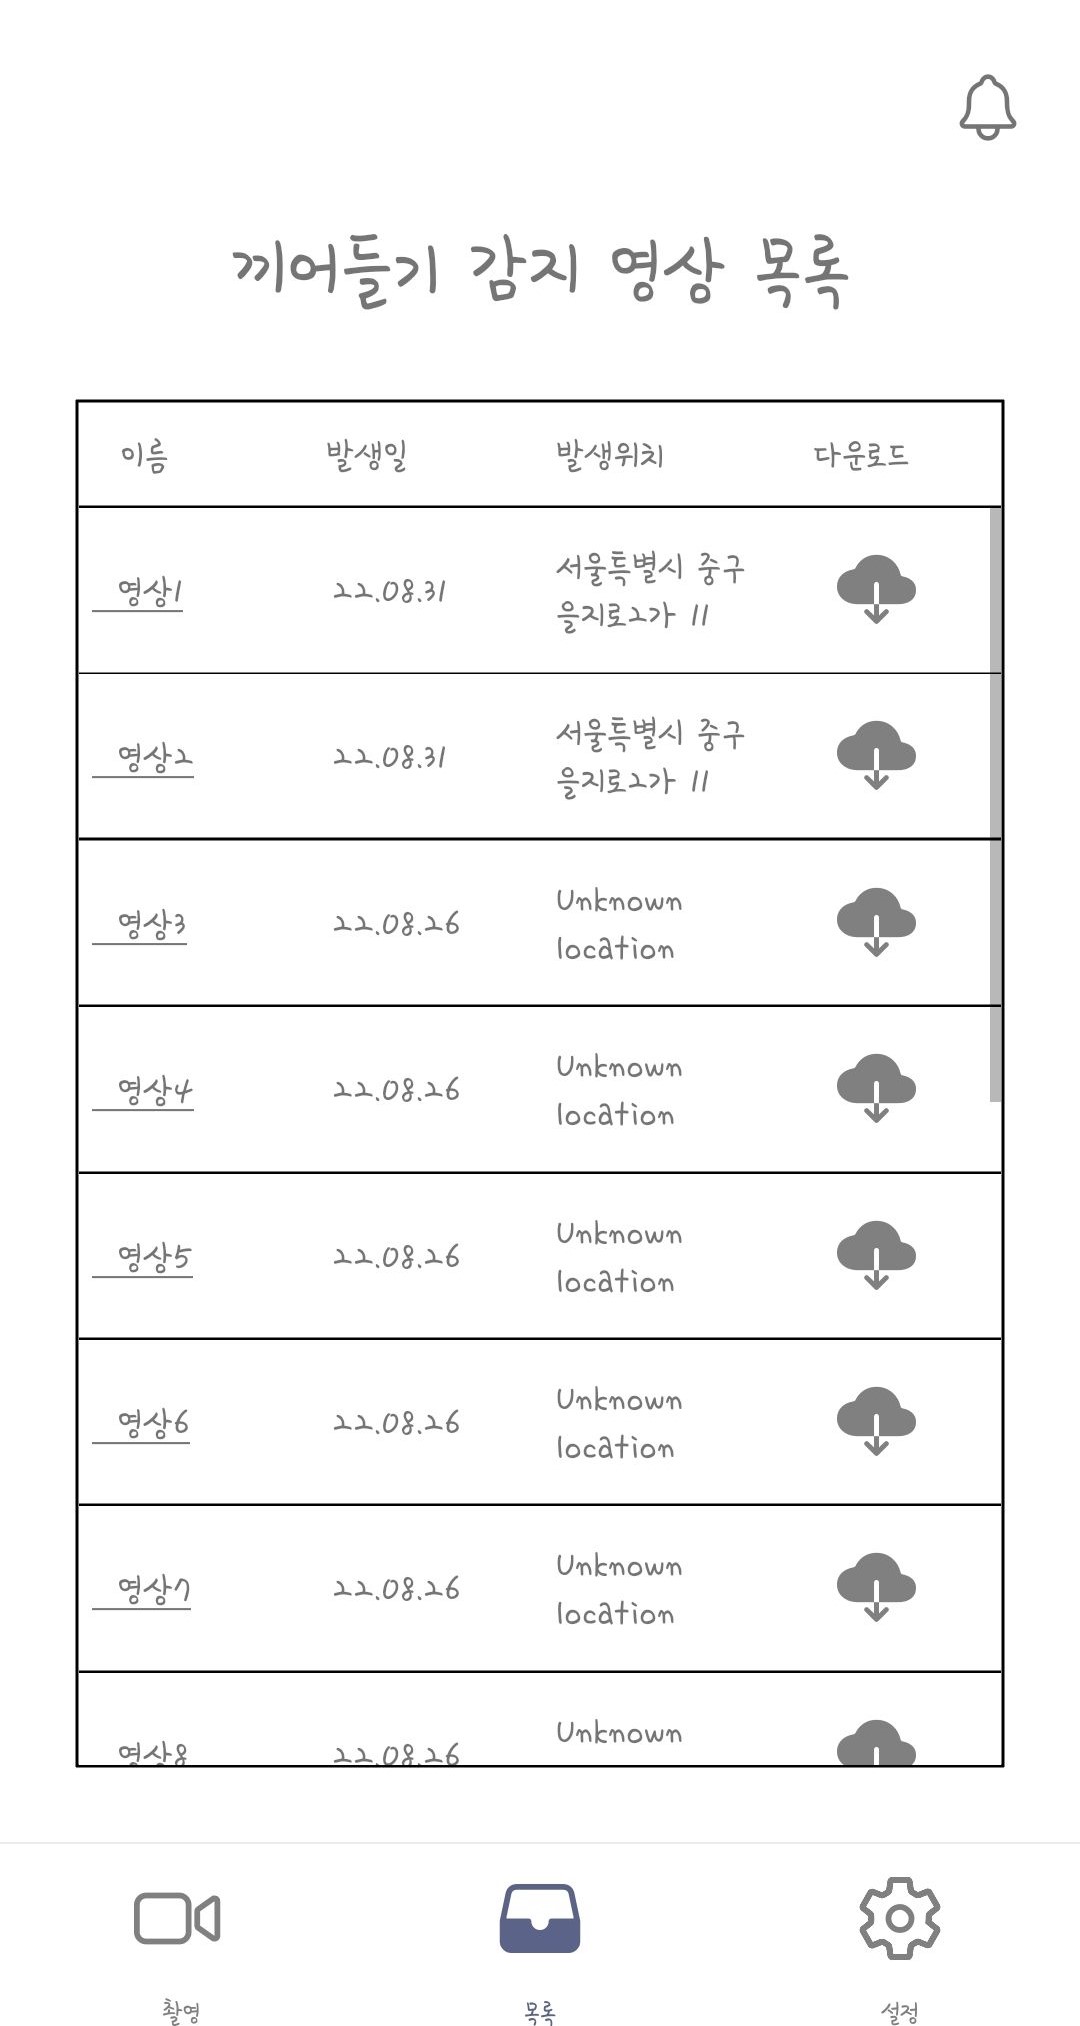 끼어들기 감지 영상 목록
이름 발생일 발생위치 다운로드
영상1 22.08.31 서울특별시 중구
을지로2가 11
영상2 22.08.31 서울특별시 중구
을지로2가 11
영상3 22.08.26 Unknown
location
영상4 22.08.26 Unknown
location
영상5 22.08.26 Unknown
location
영상6 22.08.26 Unknown
location
영상7 22.08.26 Unknown
location
영상8 22.08.26 Unknown
촬영 목록 설정